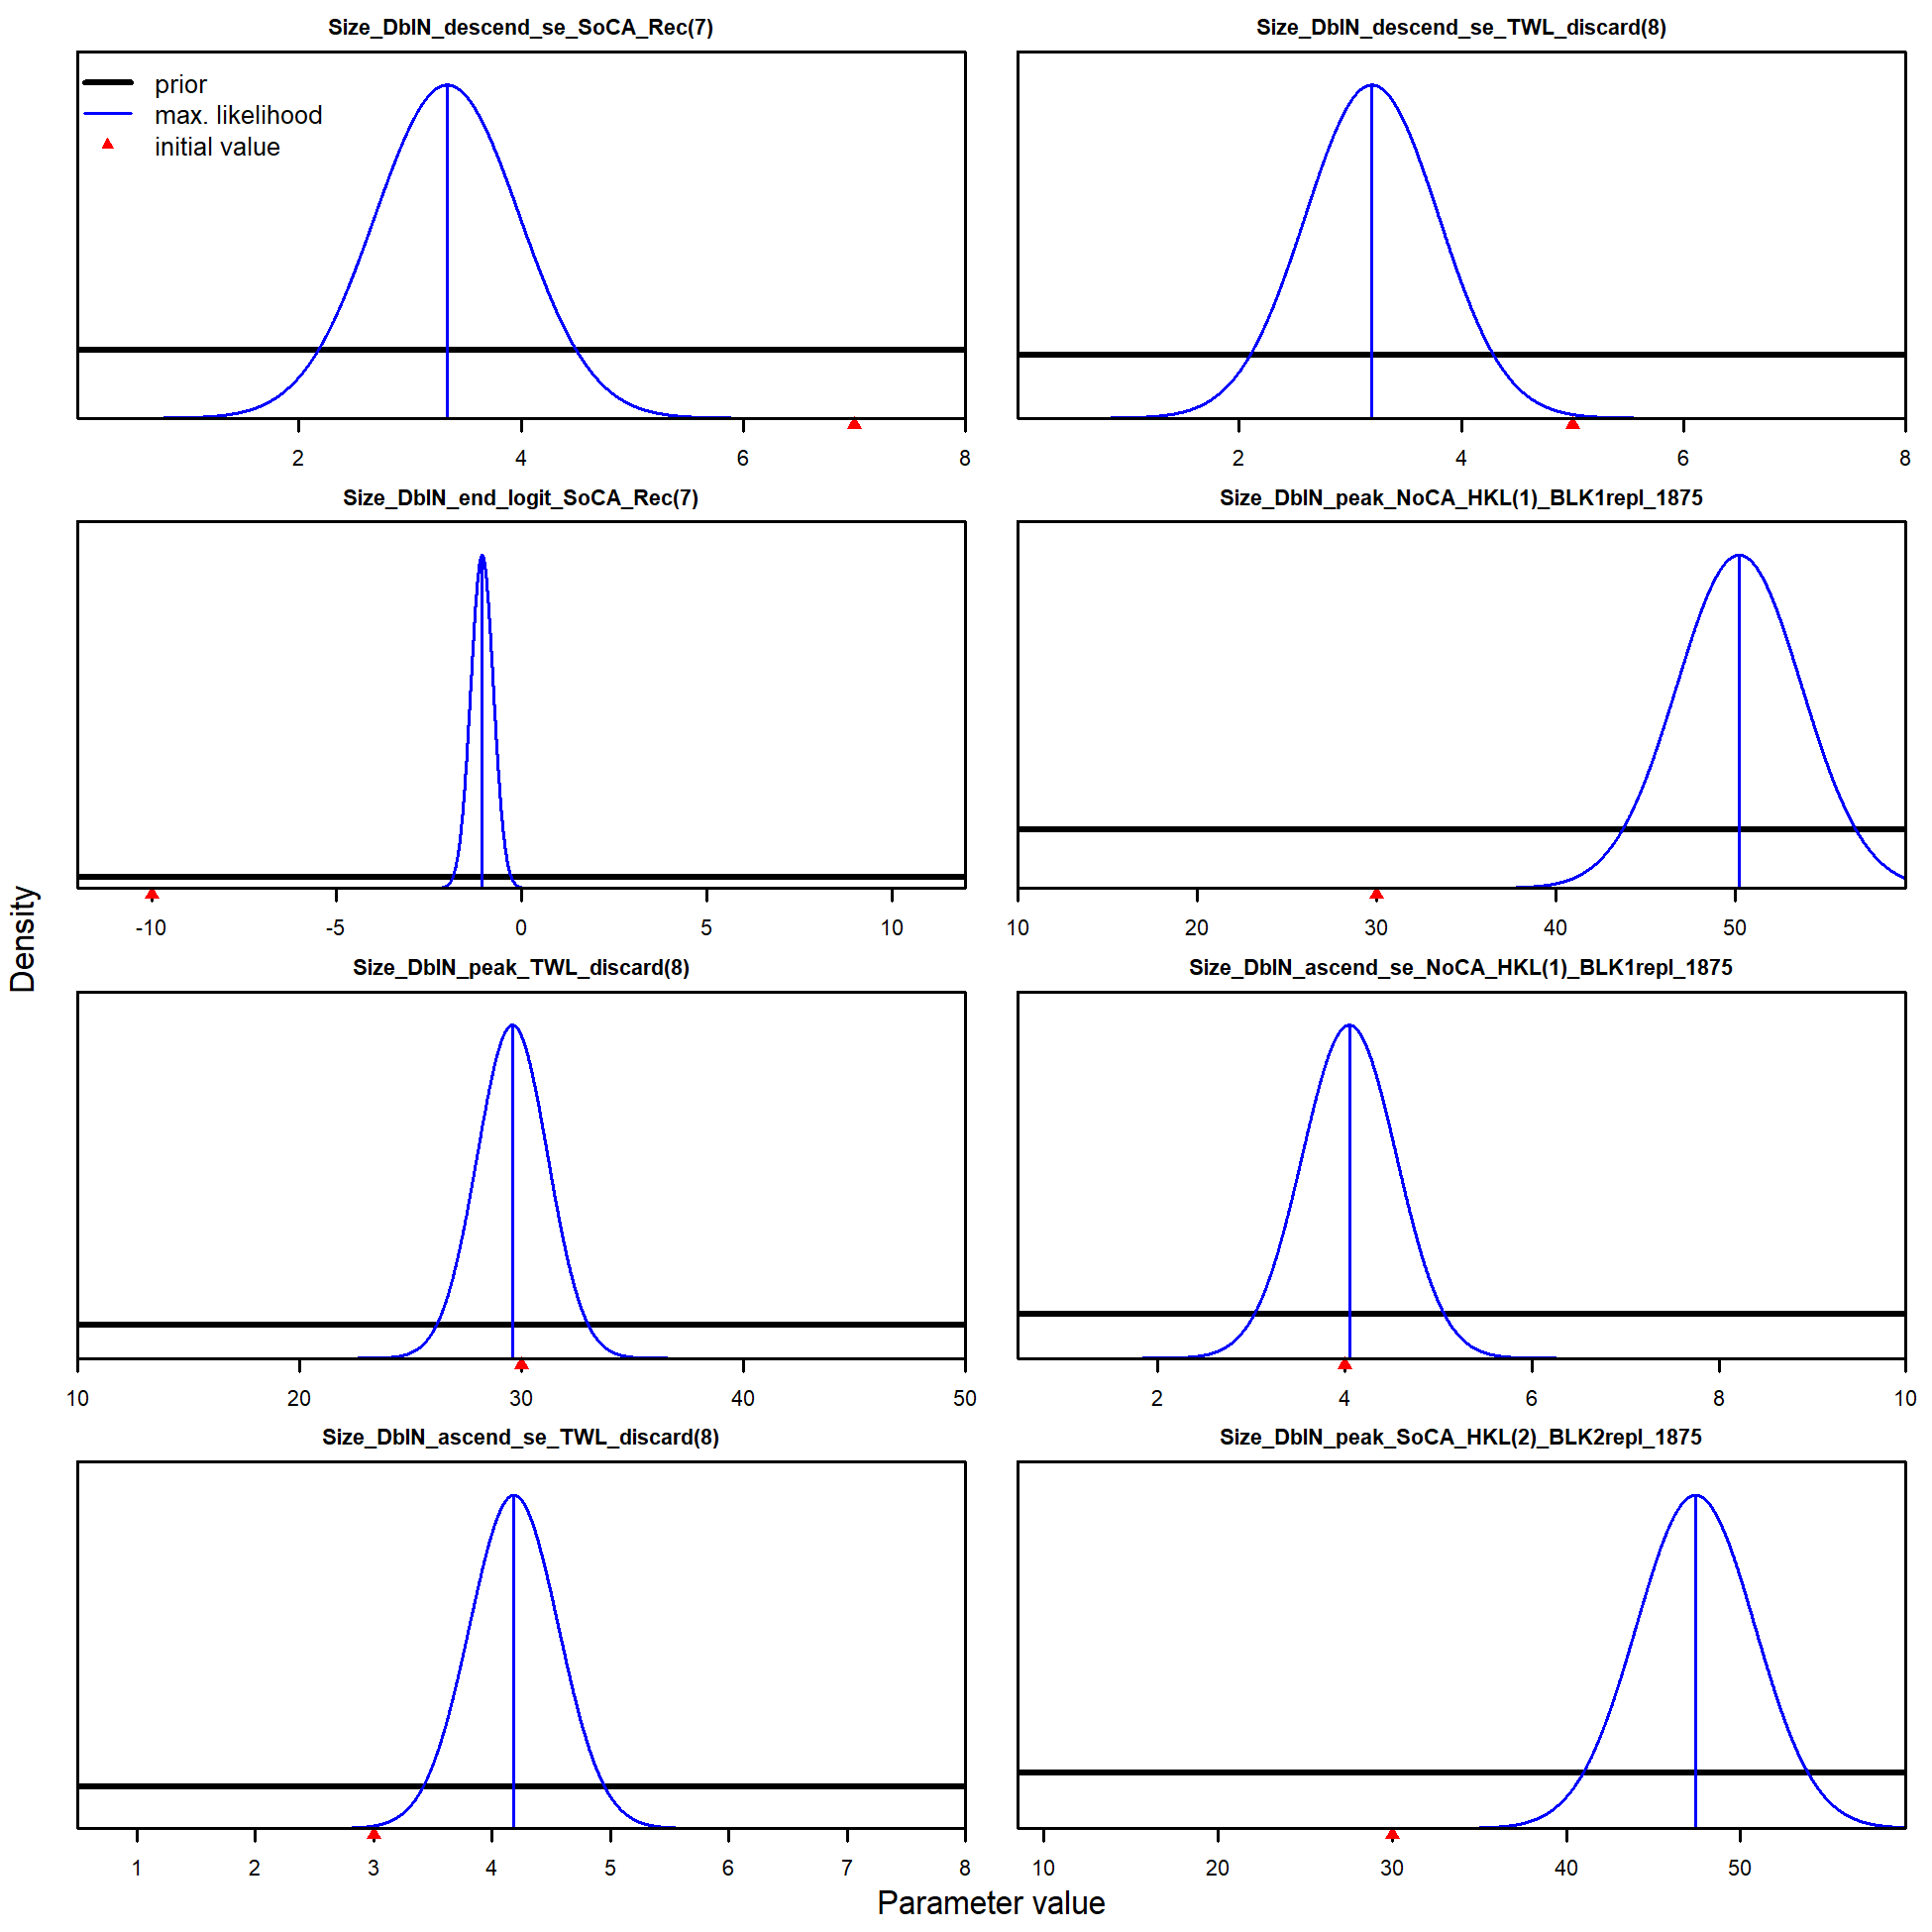 Size_DblN_descend_se_SoCA_Rec(7)
prior
max. likelihood
initial value
2 4 6 8
Size_DblN_descend_se_TWL_discard(8)
2 4 6 8
Size_DblN_end_logit_SoCA_Rec(7)
-10 -5 0 5 10
Size_DblN_peak_NoCA_HKL(1)_BLK1repl_1875
10 20 30 40 50
Size_DblN_peak_TWL_discard(8)
10 20 30 40 50
Size_DblN_ascend_se_NoCA_HKL(1)_BLK1repl_1875
2 4 6 8 10
Size_DblN_ascend_se_TWL_discard(8)
1 2 3 4 5 6 7 8
Size_DblN_peak_SoCA_HKL(2)_BLK2repl_1875
10 20 30 40 50
Density
Parameter value